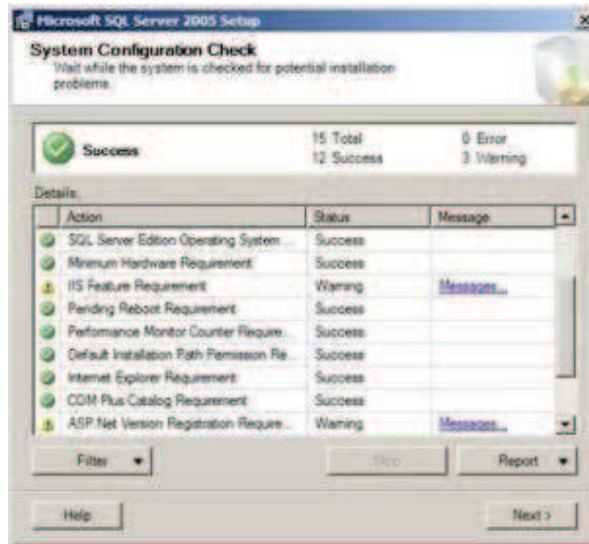 Microsoft SQL Server 2005 Setup
System Configuration Check
Wait while the system is checked for potential installation
problems.
Success
15 Total
0 Error
12 Success
3 Warning
Details:
Action Status Message
SQL Server Edition Operating System ... Success
Minimum Hardware Requirement Success
IIS Feature Requirement Warning Messages...
Pending Reboot Requirement Success
Performance Monitor Counter Require... Success
Default Installation Path Permission Re... Success
Internet Explorer Requirement Success
COM Plus Catalog Requirement Success
ASP.Net Version Registration Require... Warning Messages...
Filter
Stop
Report
Help
Next >